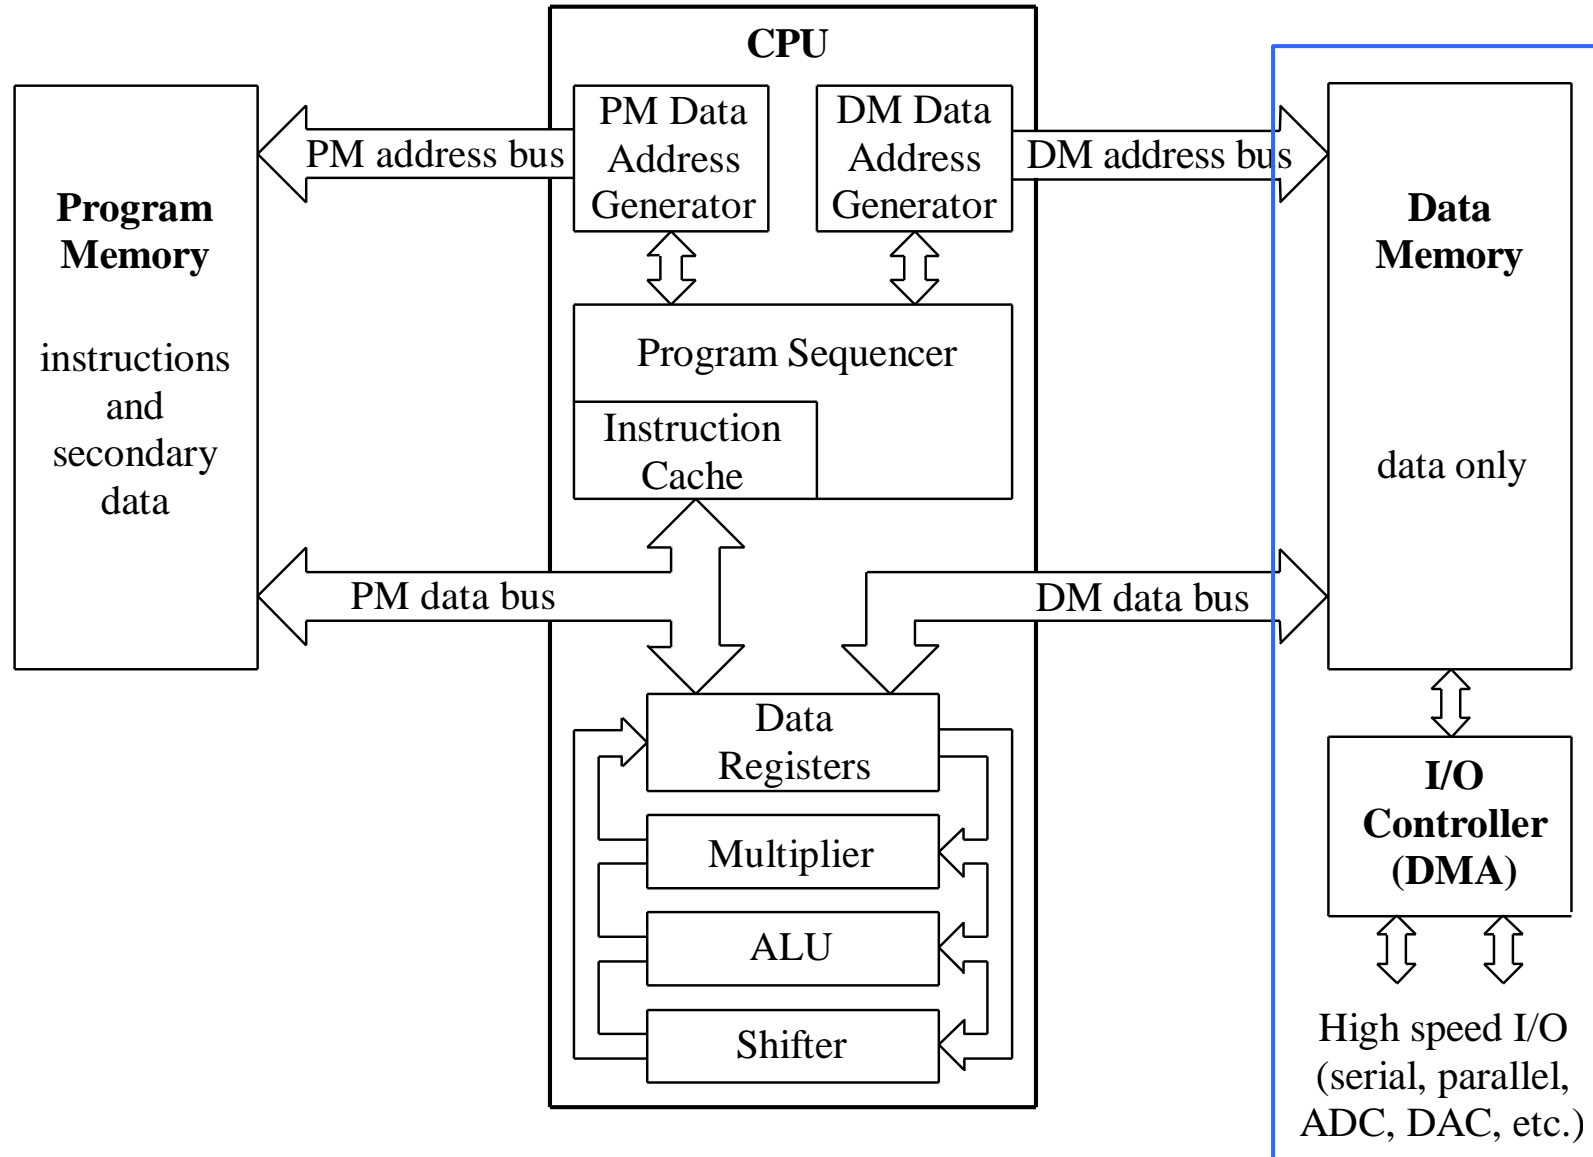 CPU
PM Data
Address
Generator
DM Data
Address
Generator
PM address bus
DM address bus
Program
Memory
instructions
and
secondary
data
Data
Memory
data only
Program Sequencer
Instruction
Cache
PM data bus
DM data bus
Data
Registers
Multiplier
ALU
Shifter
I/O
Controller
(DMA)
High speed I/O
(serial, parallel,
ADC, DAC, etc.)